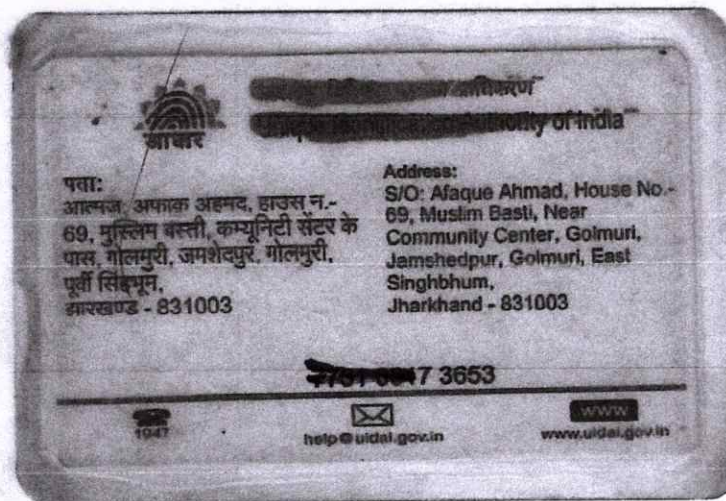 आधार
of India
पता:
आत्मज, अफाक अहमद, हाउस न.-
69, मुस्लिम बस्ती, कम्यूनिटी सेंटर के
पास, गोलमुरी, जमशेदपुर, गोलमुरी,
पूर्वी सिंहभूम,
झारखण्ड - 831003
Address:
S/O: Afaque Ahmad, House No.-
69, Muslim Basti, Near
Community Center, Golmuri,
Jamshedpur, Golmuri, East
Singhbhum,
Jharkhand - 831003
3653
1947
help@uidai.gov.in
www
www.uidai.gov.in